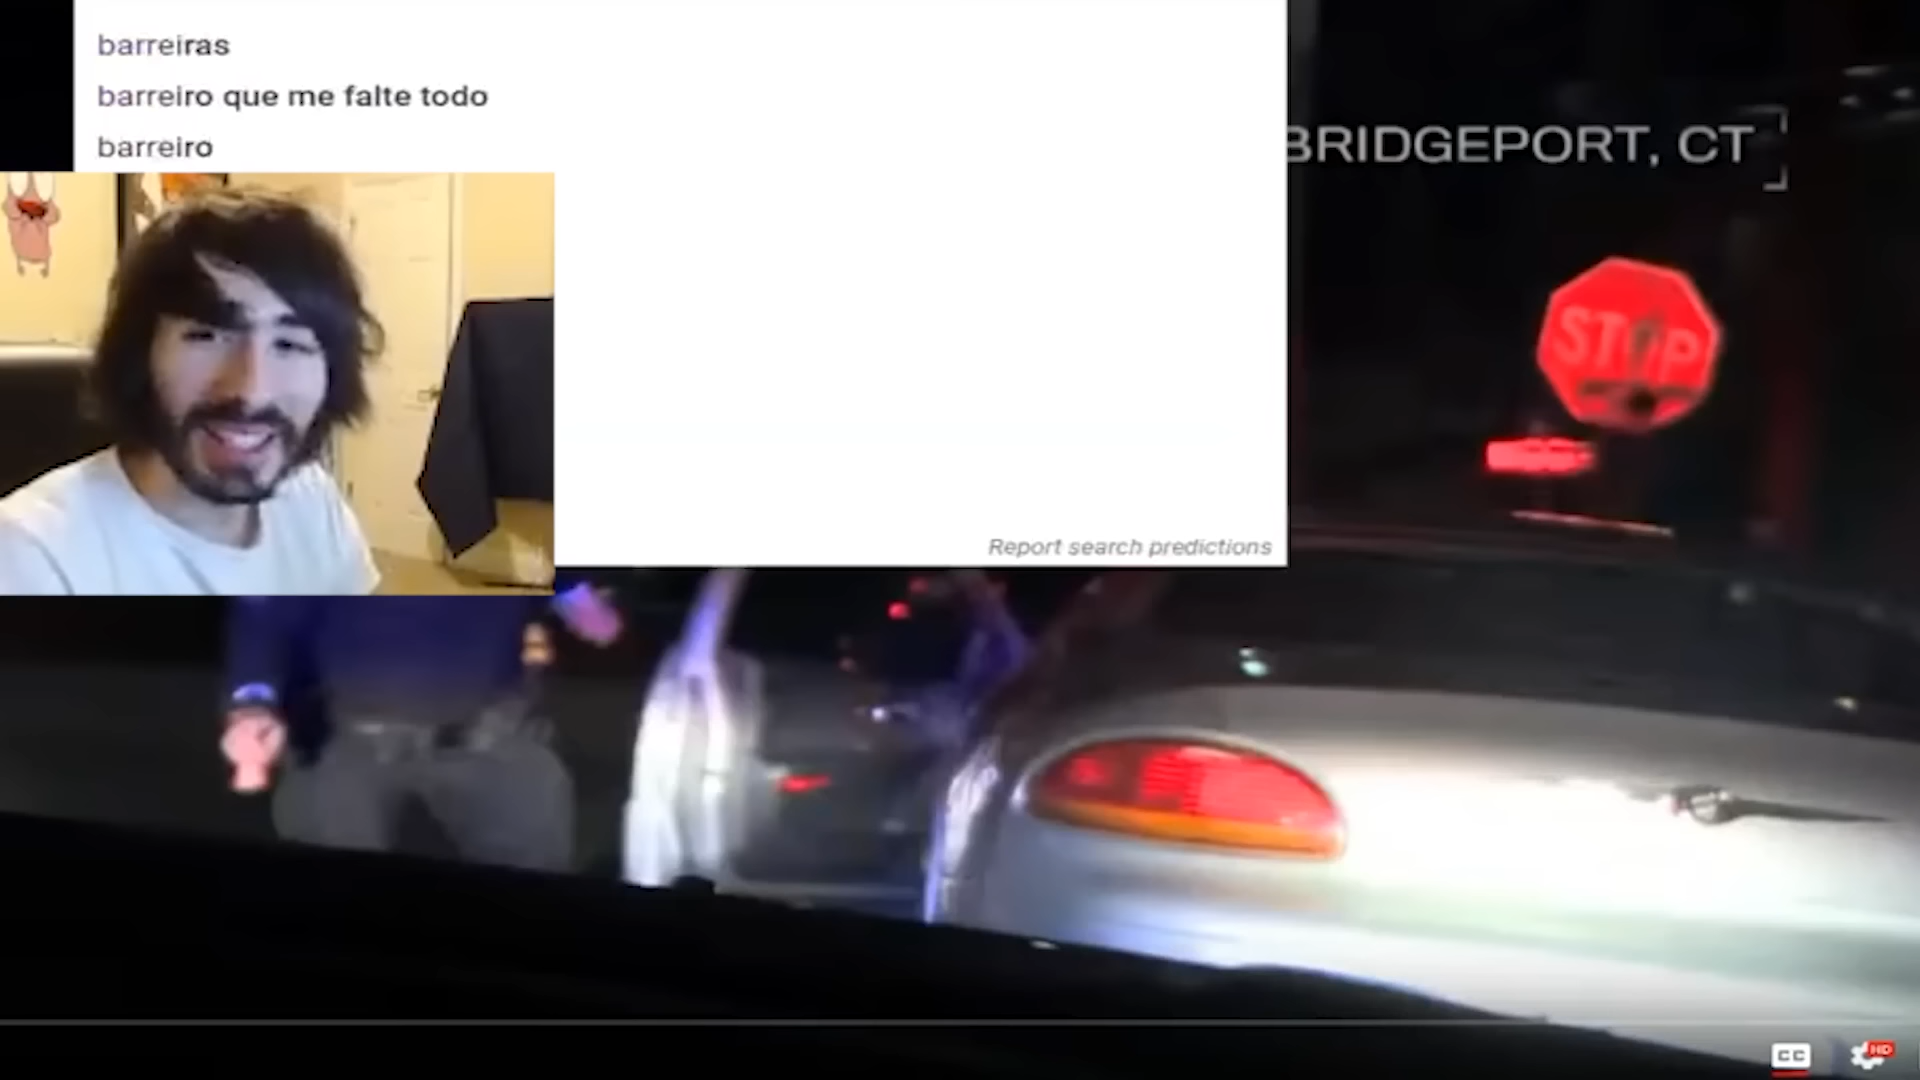 barreiras
barreiro que me falte todo
barreiro
BRIDGEPORT, CT
STOP
Report search predictions
CC
HD